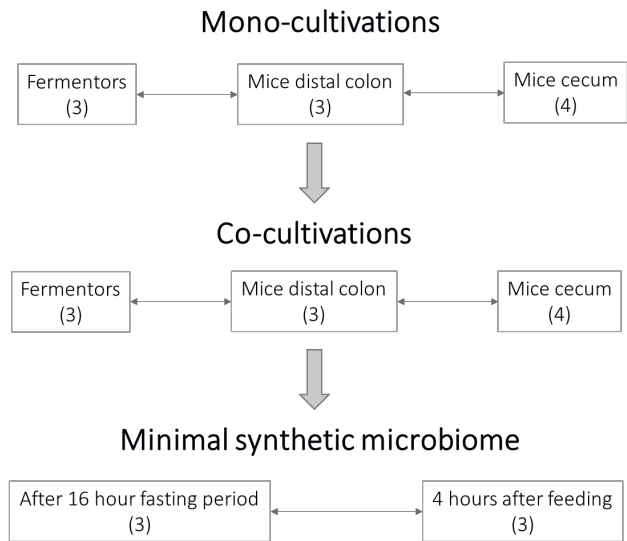 Mono-cultivations
Fermentors
(3)
Mice distal colon
(3)
Mice cecum
(4)
Co-cultivations
Fermentors
(3)
Mice distal colon
(3)
Mice cecum
(4)
Minimal synthetic microbiome
After 16 hour fasting period
(3)
4 hours after feeding
(3)